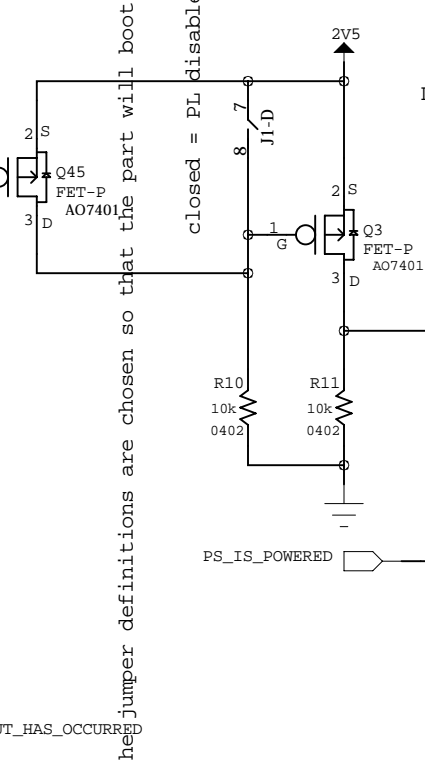 he jumper definitions are chosen so that the part will boot
closed = PL disable
2V5
7
8
J1-D
2
S
Q45
FET-P
AO7401
3
D
2
S
1
G
Q3
FET-P
AO7401
3
D
R10
10k
0402
R11
10k
0402
PS_IS_POWERED
UT_HAS_OCCURRED